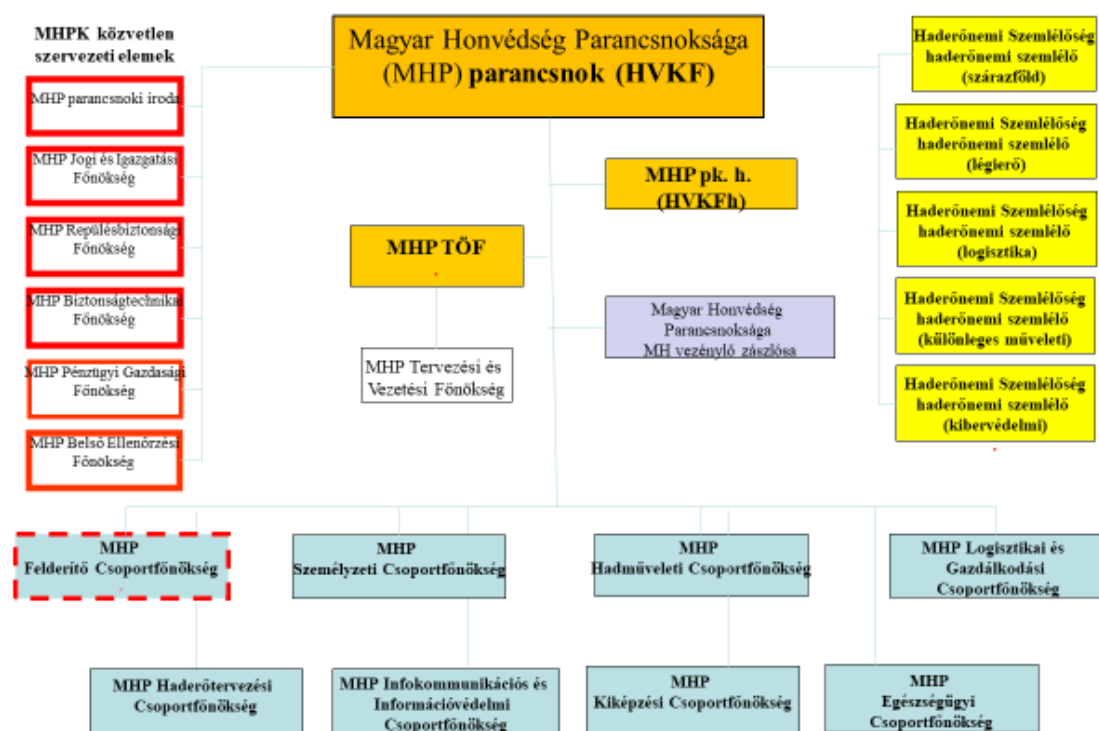 MHPK közvetlen
szervezeti elemek
MHP parancsnoki iroda
MHP Jogi és Igazgatási
Főnökség
MHP Repülésbiztonsági
Főnökség
MHP Biztonságtechnikai
Főnökség
MHP Pénzügyi Gazdasági
Főnökség
MHP Belső Ellenőrzési
Főnökség
Magyar Honvédség Parancsnoksága
(MHP) parancsnok (HVKF)
MHP pk. h.
(HVKFh)
MHP TÖF
Magyar Honvédség
Parancsnoksága
MH vezénylő zászlósa
MHP Tervezési és
Vezetési Főnökség
Haderőnemi Szemlélőség
haderőnemi szemlélő
(szárazföld)
Haderőnemi Szemlélőség
haderőnemi szemlélő
(légierő)
Haderőnemi Szemlélőség
haderőnemi szemlélő
(logisztika)
Haderőnemi Szemlélőség
haderőnemi szemlélő
(különleges műveleti)
Haderőnemi Szemlélőség
haderőnemi szemlélő
(kibervédelmi)
MHP
Felderítő Csoportfőnökség
MHP
Személyzeti Csoportfőnökség
MHP
Hadműveleti Csoportfőnökség
MHP Logisztikai és
Gazdálkodási
Csoportfőnökség
MHP Haderőtervezési
Csoportfőnökség
MHP Infokommunikációs és
Információvédelmi
Csoportfőnökség
MHP
Kiképzési Csoportfőnökség
MHP
Egészségügyi
Csoportfőnökség